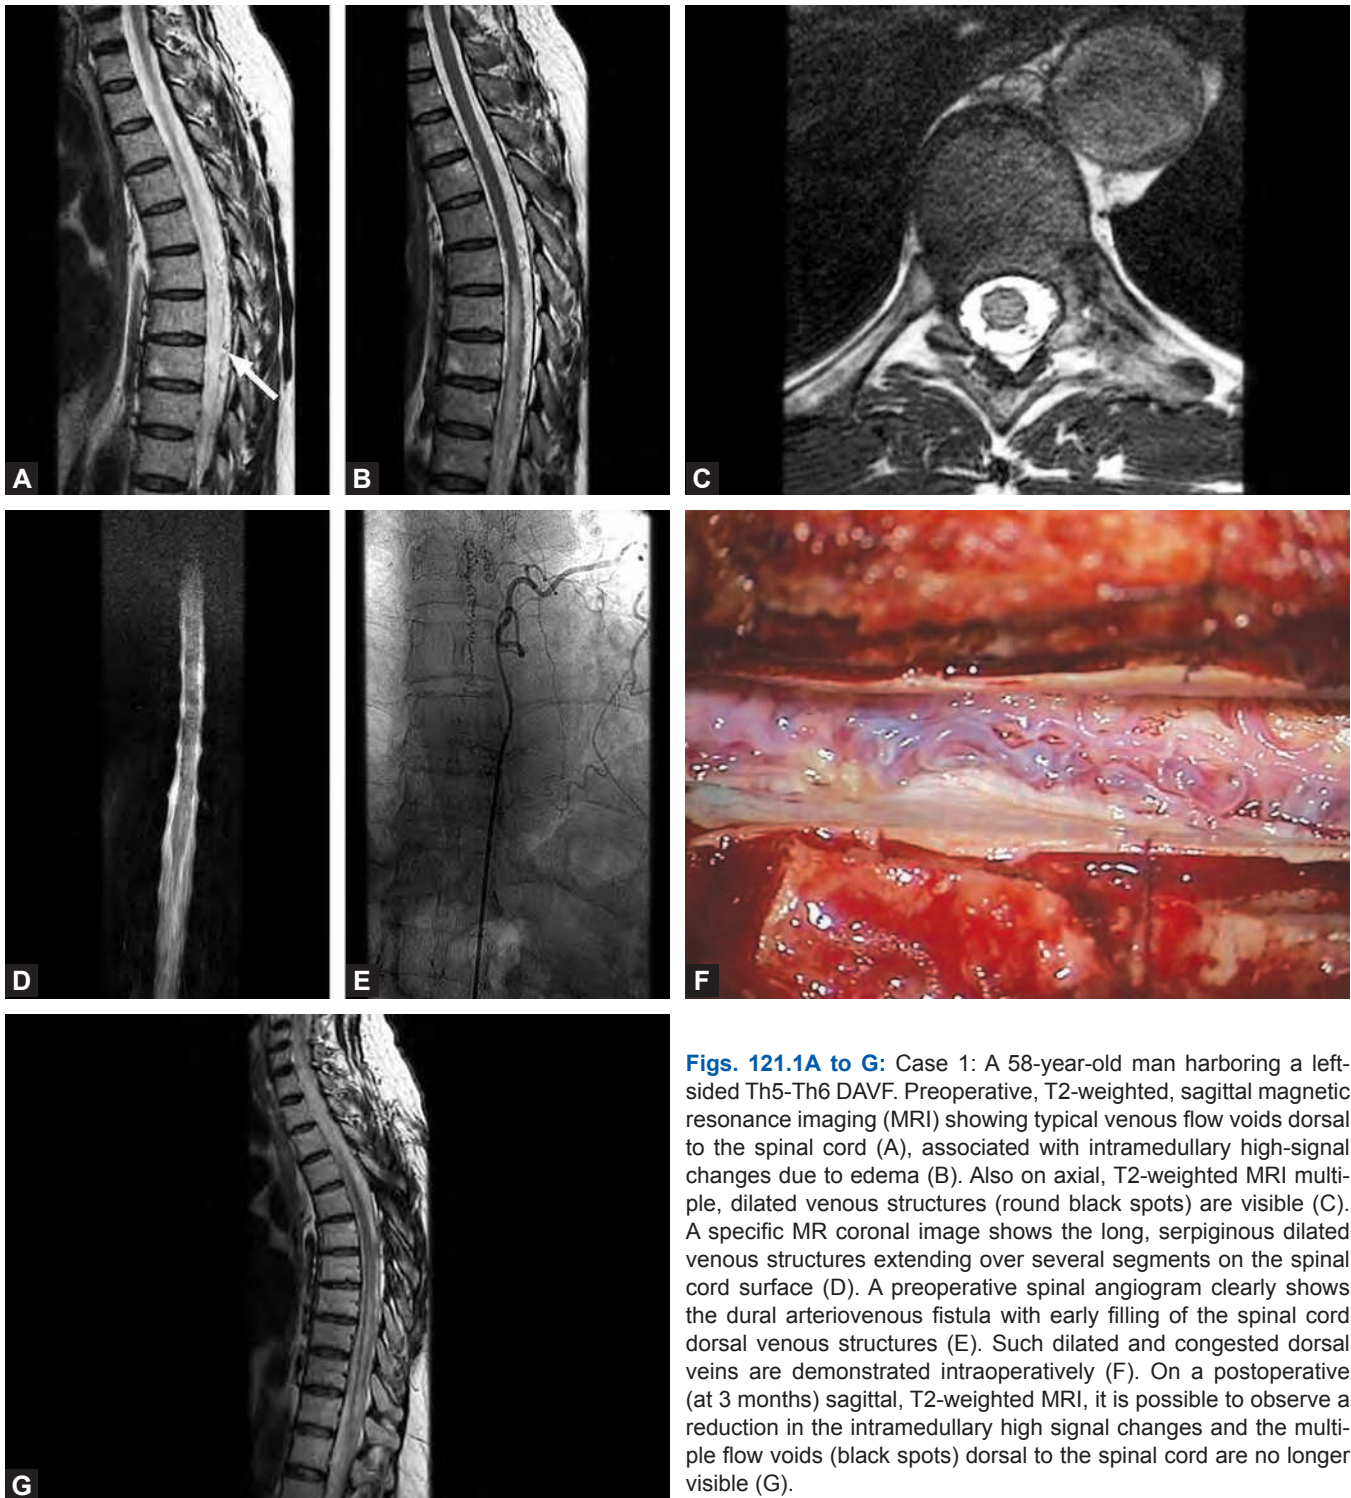 A
B
C
D
E
F
G
Figs. 121.1A to G: Case 1: A 58-year-old man harboring a left-
sided Th5-Th6 DAVF. Preoperative, T2-weighted, sagittal magnetic
resonance imaging (MRI) showing typical venous flow voids dorsal
to the spinal cord (A), associated with intramedullary high-signal
changes due to edema (B). Also on axial, T2-weighted MRI multi-
ple, dilated venous structures (round black spots) are visible (C).
A specific MR coronal image shows the long, serpiginous dilated
venous structures extending over several segments on the spinal
cord surface (D). A preoperative spinal angiogram clearly shows
the dural arteriovenous fistula with early filling of the spinal cord
dorsal venous structures (E). Such dilated and congested dorsal
veins are demonstrated intraoperatively (F). On a postoperative
(at 3 months) sagittal, T2-weighted MRI, it is possible to observe a
reduction in the intramedullary high signal changes and the multi-
ple flow voids (black spots) dorsal to the spinal cord are no longer
visible (G).